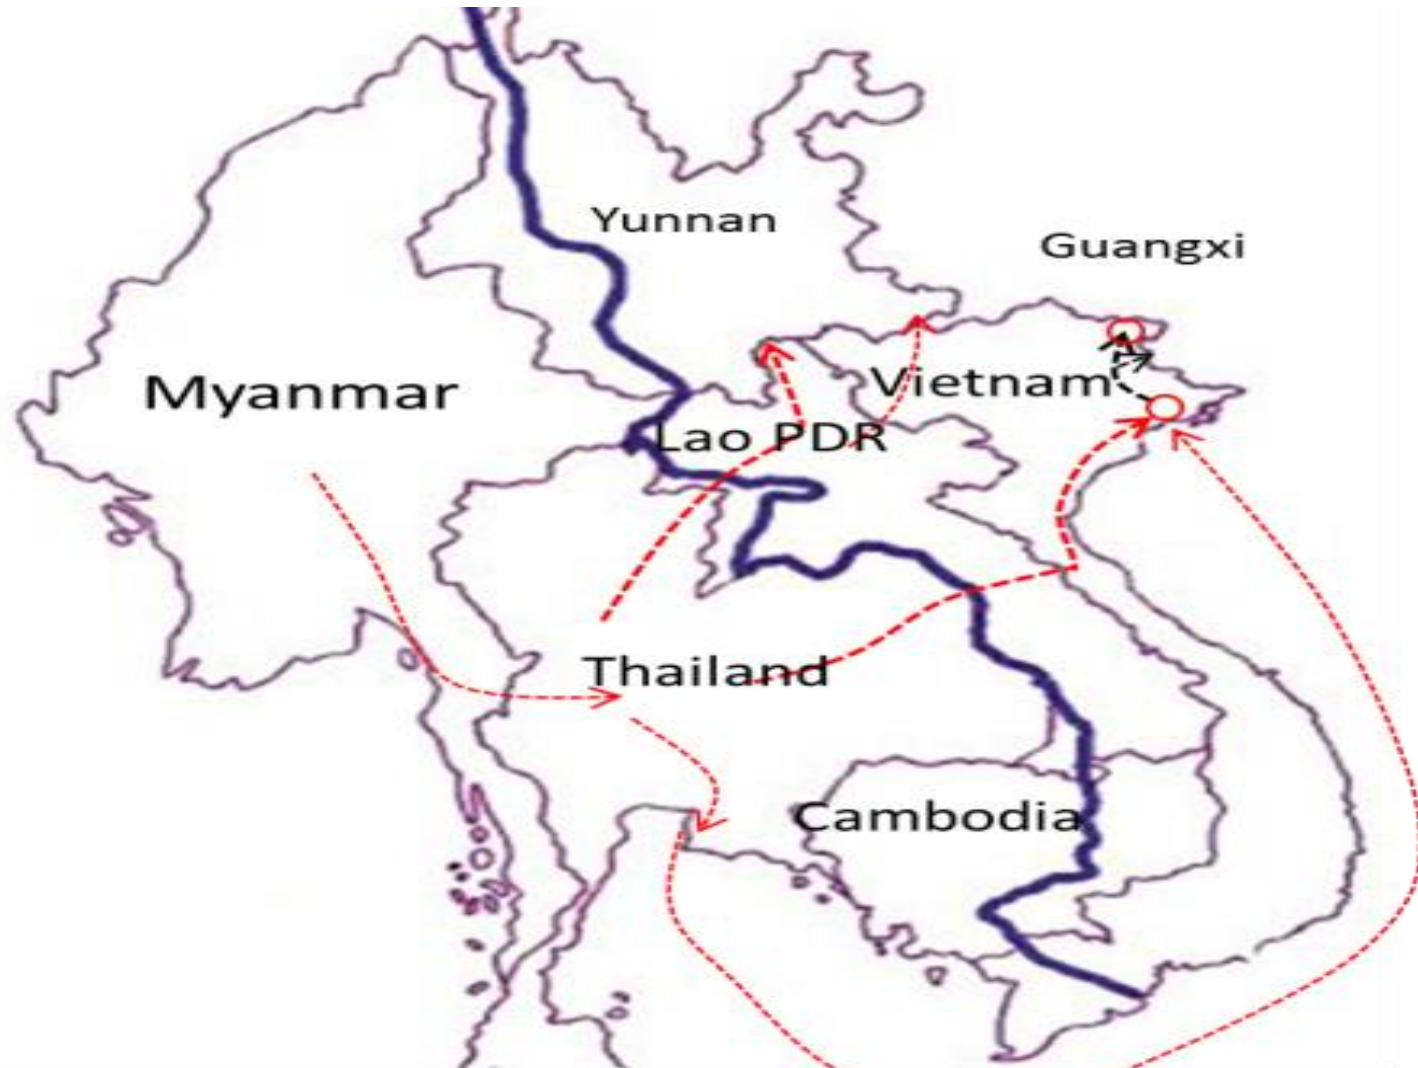 Yunnan
Guangxi
Myanmar
Vietnam
Lao PDR
Thailand
Cambodia